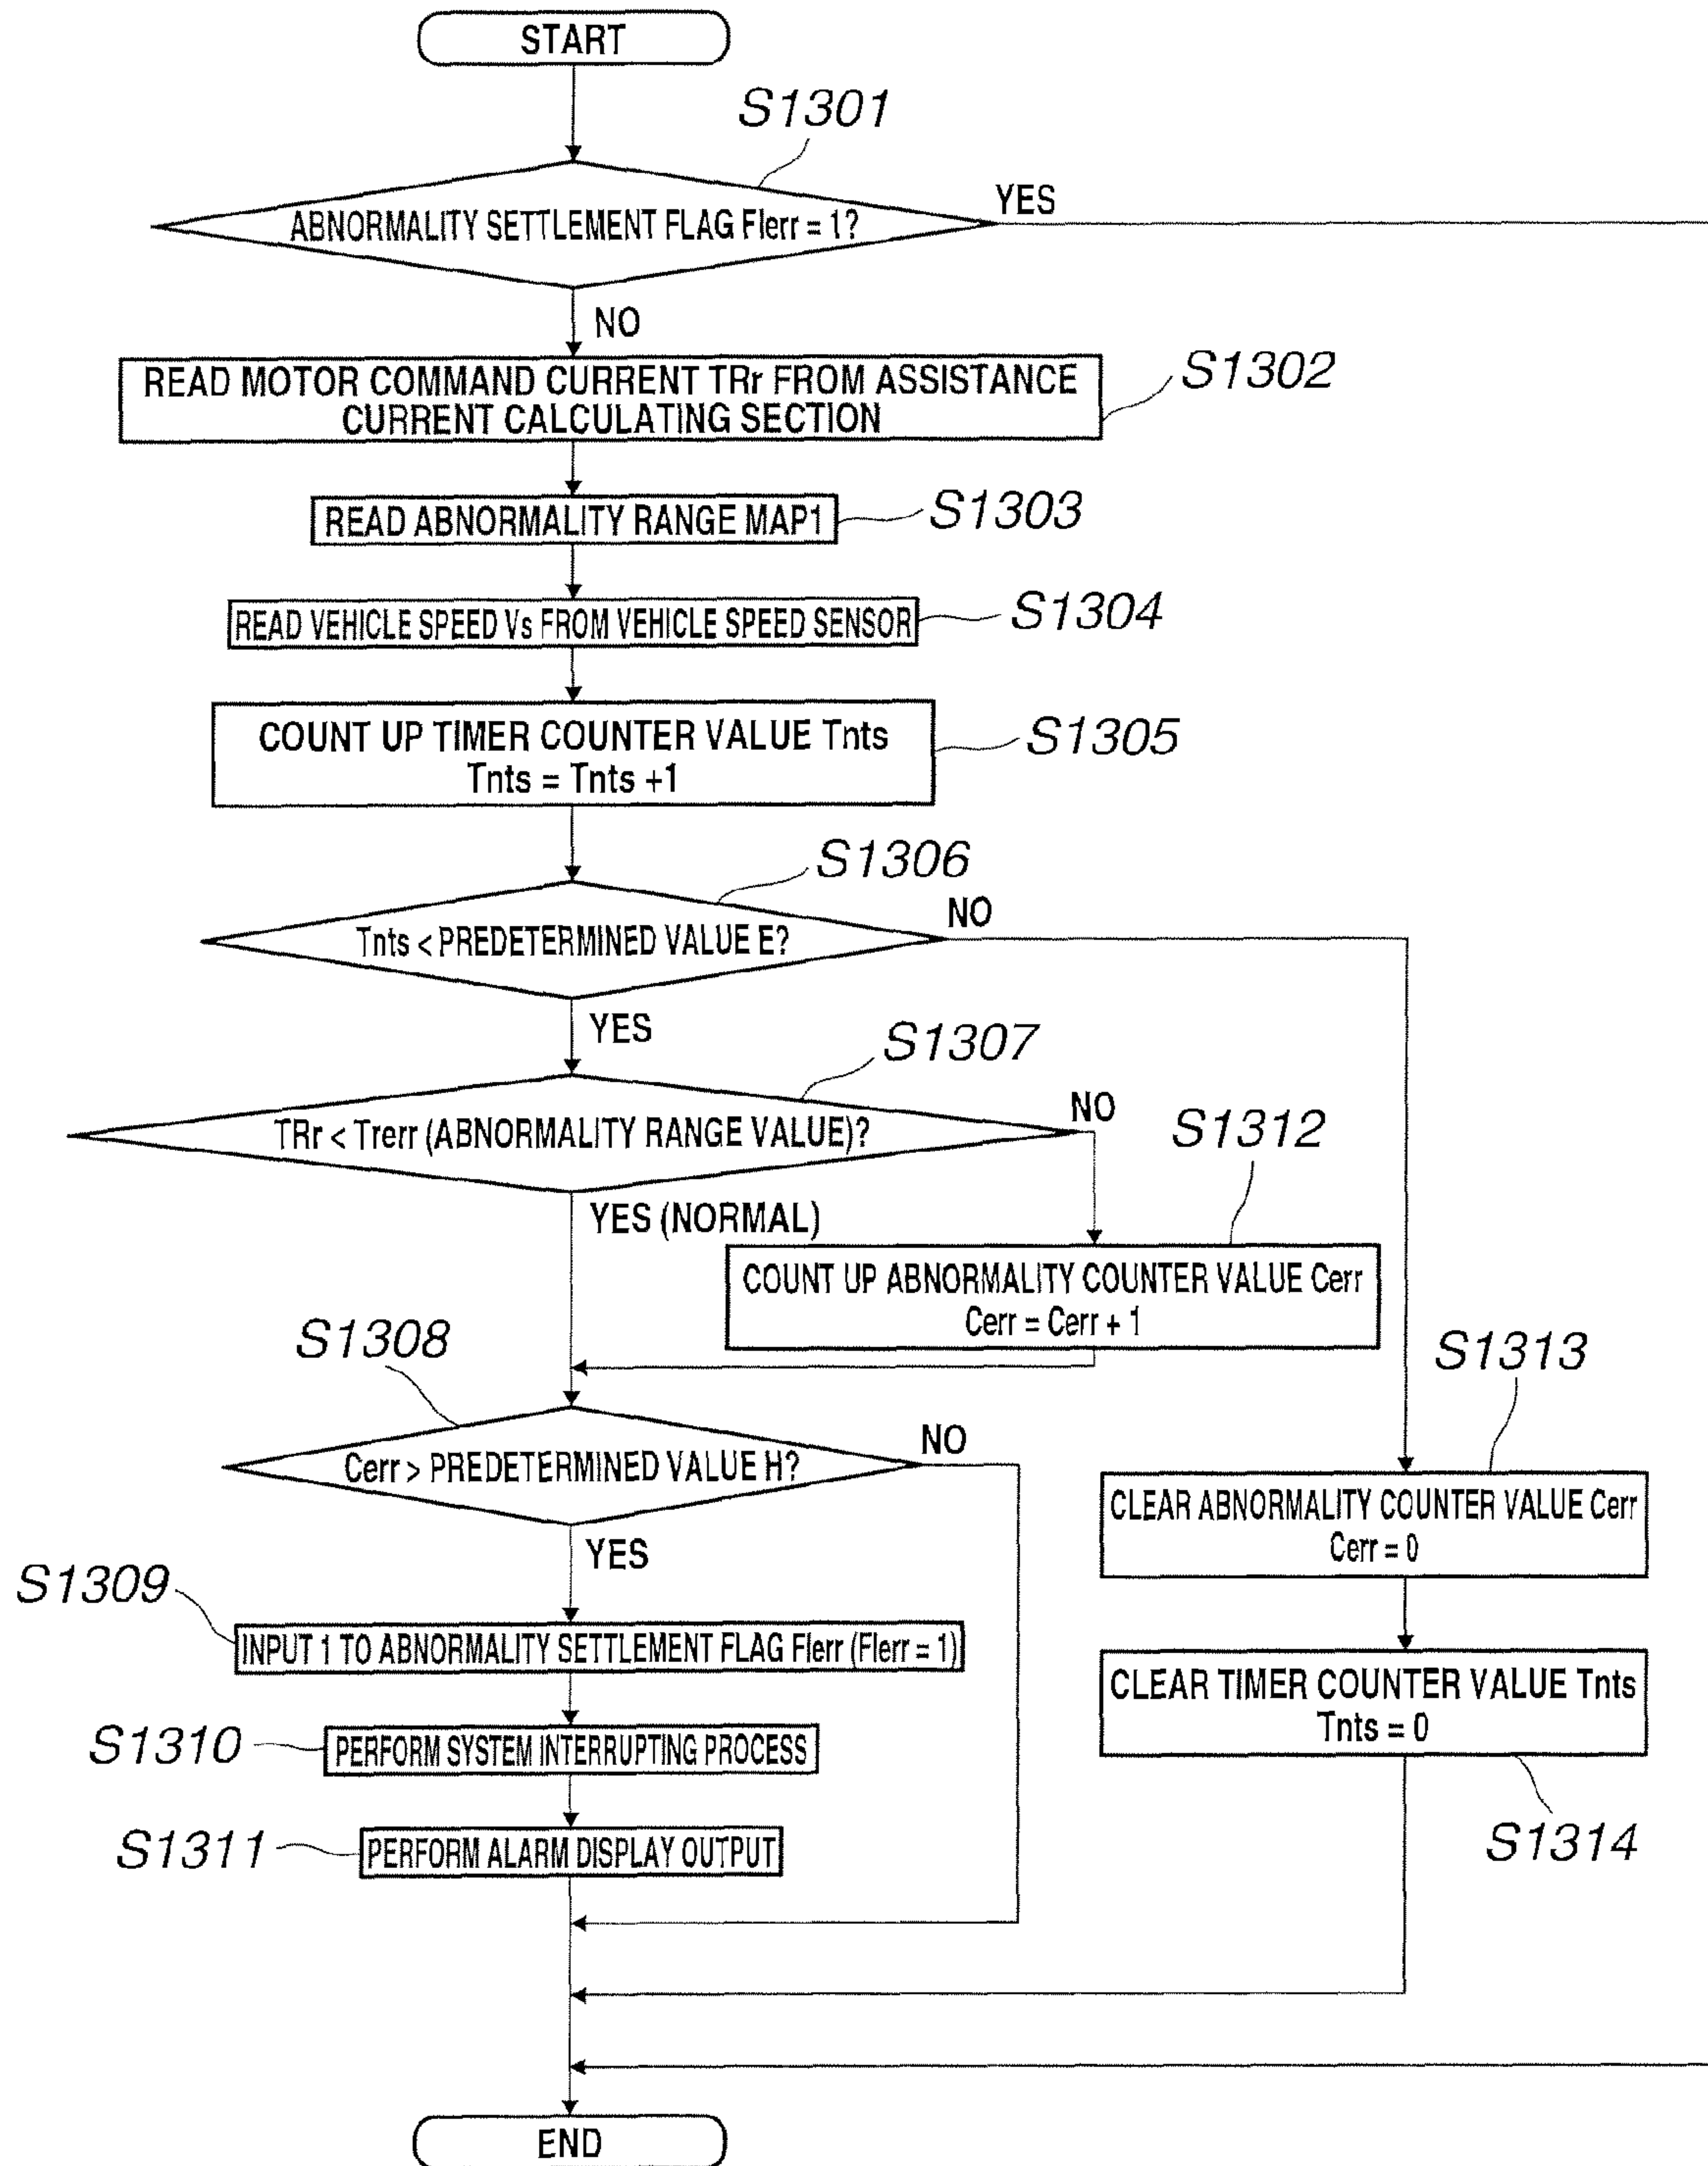 START
S1301
ABNORMALITY SETTLEMENT FLAG Flerr = 1?
YES
NO
READ MOTOR COMMAND CURRENT TRr FROM ASSISTANCE
CURRENT CALCULATING SECTION
S1302
READ ABNORMALITY RANGE MAP1
S1303
READ VEHICLE SPEED Vs FROM VEHICLE SPEED SENSOR
S1304
COUNT UP TIMER COUNTER VALUE Tnts
Tnts = Tnts +1
S1305
S1306
Tnts < PREDETERMINED VALUE E?
NO
YES
S1307
TRr < Trerr (ABNORMALITY RANGE VALUE)?
NO
S1312
YES (NORMAL)
COUNT UP ABNORMALITY COUNTER VALUE Cerr
Cerr = Cerr + 1
S1308
S1313
Cerr > PREDETERMINED VALUE H?
NO
CLEAR ABNORMALITY COUNTER VALUE Cerr
Cerr = 0
YES
S1309
INPUT 1 TO ABNORMALITY SETTLEMENT FLAG Flerr (Flerr = 1)
CLEAR TIMER COUNTER VALUE Tnts
Tnts = 0
S1310
PERFORM SYSTEM INTERRUPTING PROCESS
S1311
PERFORM ALARM DISPLAY OUTPUT
S1314
END